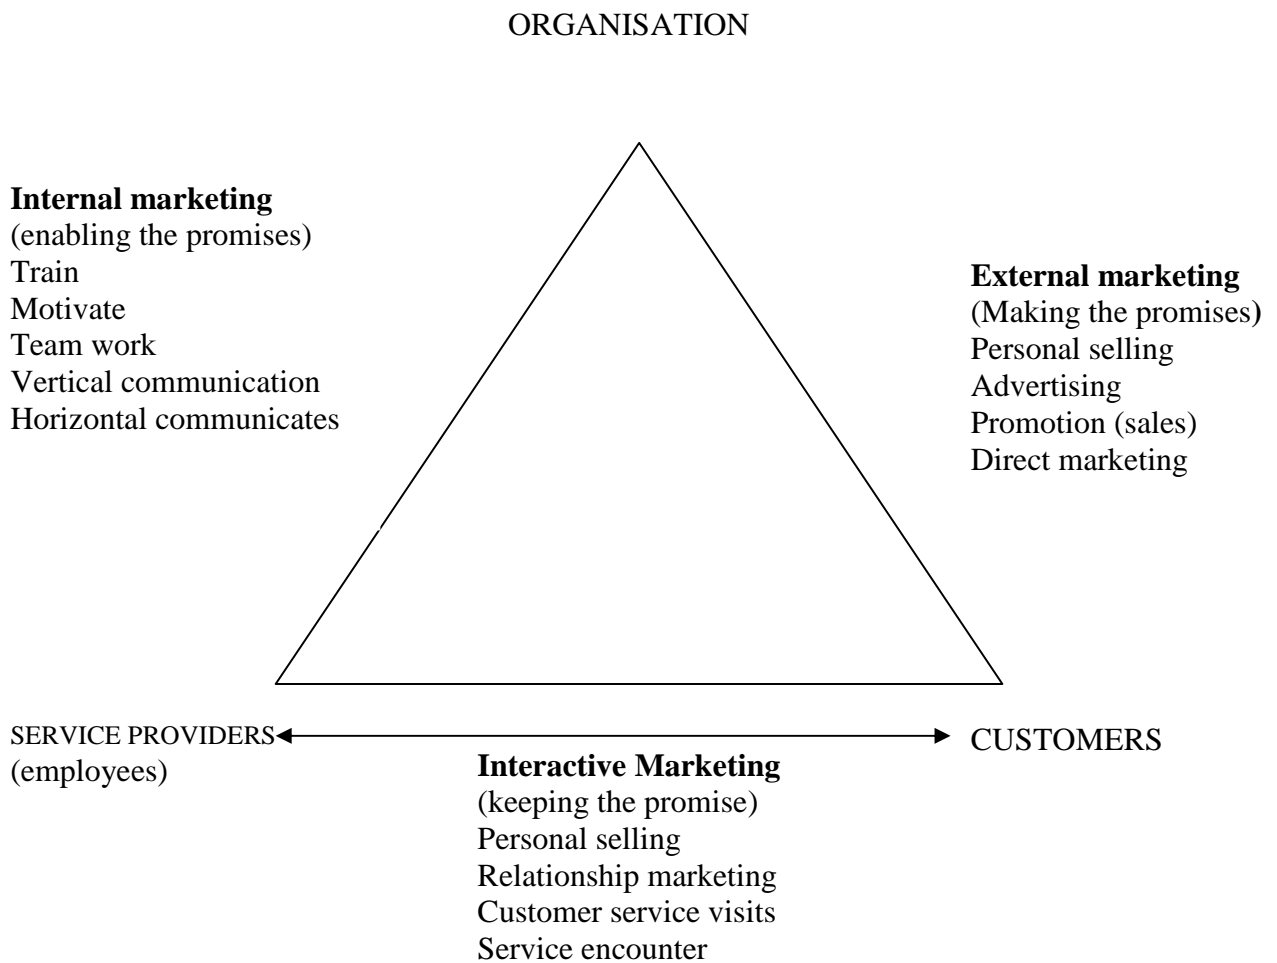 ORGANISATION
Internal marketing
(enabling the promises)
Train
Motivate
Team work
Vertical communication
Horizontal communicates
External marketing
(Making the promises)
Personal selling
Advertising
Promotion (sales)
Direct marketing
SERVICE PROVIDERS
(employees)
CUSTOMERS
Interactive Marketing
(keeping the promise)
Personal selling
Relationship marketing
Customer service visits
Service encounter